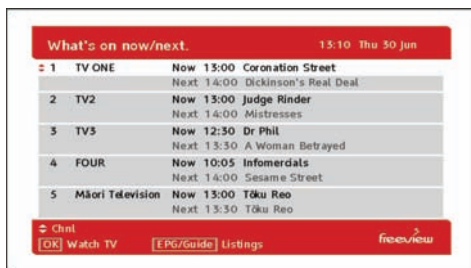 What's on now/next. 13:10 Thu 30 Jun
1 TV ONE Now 13:00 Coronation Street
Next 14:00 Dickinson's Real Deal
2 TV2 Now 13:00 Judge Rinder
Next 14:00 Mistresses
3 TV3 Now 12:30 Dr Phil
Next 13:30 A Woman Betrayed
4 FOUR Now 10:05 Infomercials
Next 14:00 Sesame Street
5 Māori Television Now 13:00 Tōku Reo
Next 13:30 Tōku Reo
Chnl
OK Watch TV EPG/Guide Listings
freeview